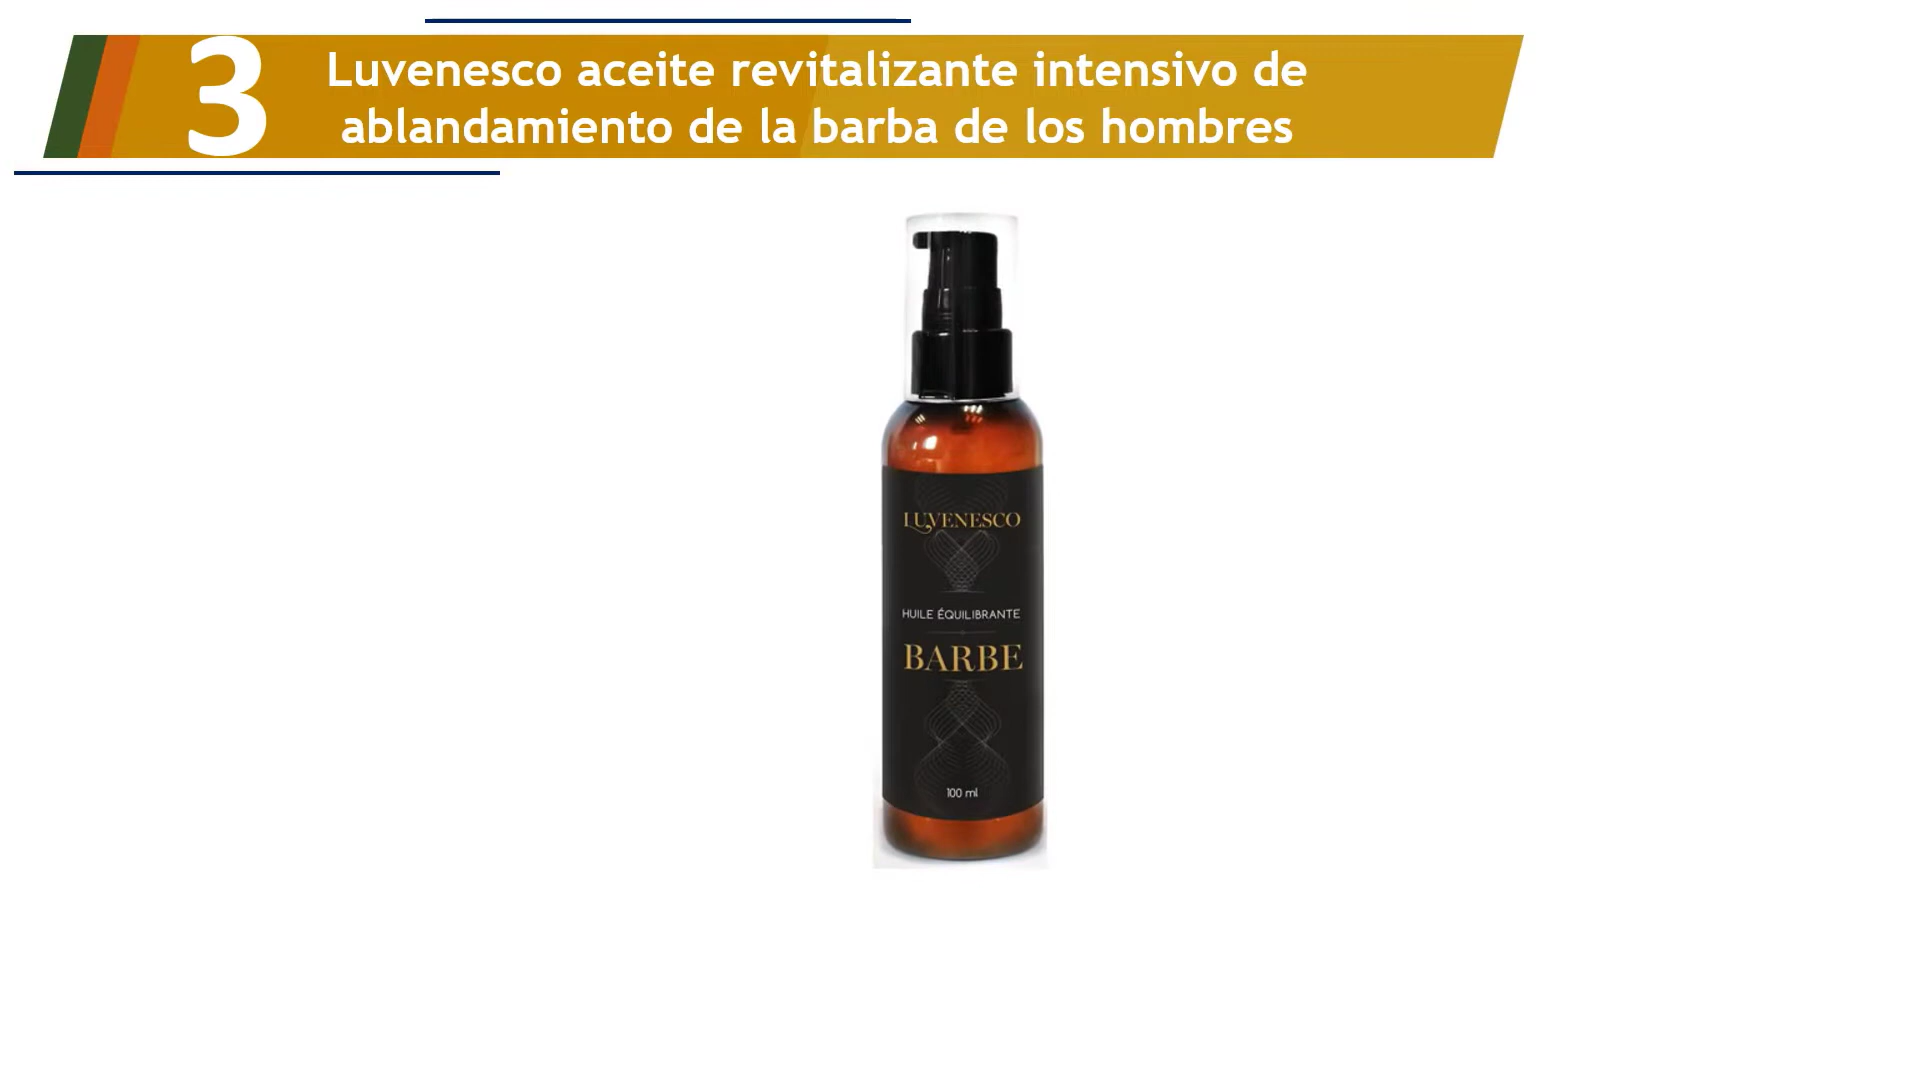 3
Luvenesco aceite revitalizante intensivo de
ablandamiento de la barba de los hombres
LUVENESCO
HUILE ÉQUILIBRANTE
BARBE
100 ml